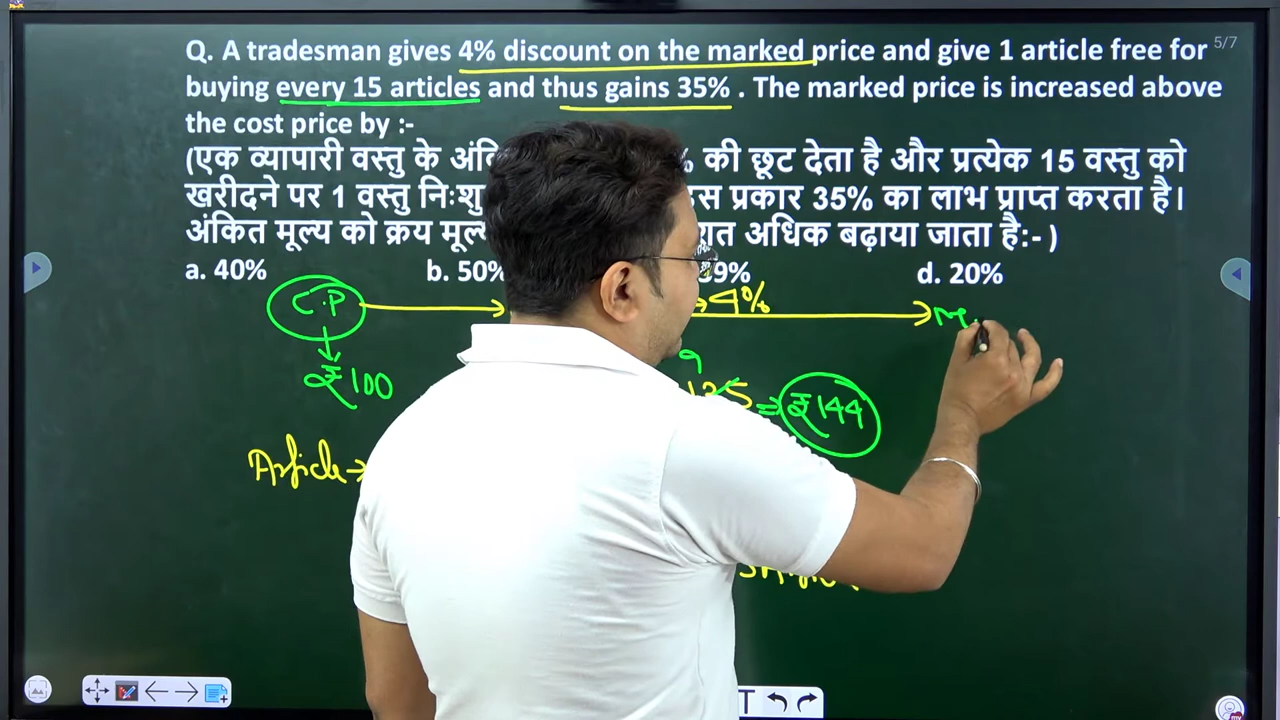 Q. A tradesman gives 4% discount on the marked price and give 1 article free for
5/7
buying every 15 articles and thus gains 35% . The marked price is increased above
the cost price by :-
(एक व्यापारी वस्तु के की छूट देता है और प्रत्येक 15 वस्तु को
खरीदने पर 1 वस्तु प्रकार 35% का लाभ प्राप्त करता है।
अंकित मूल्य को क्रय अधिक बढ़ाया जाता है:- )
a. 40% b. 50% 9% d. 20%
C.P 4% M.
₹100 9
135 ⇒ ₹144
Article →
T